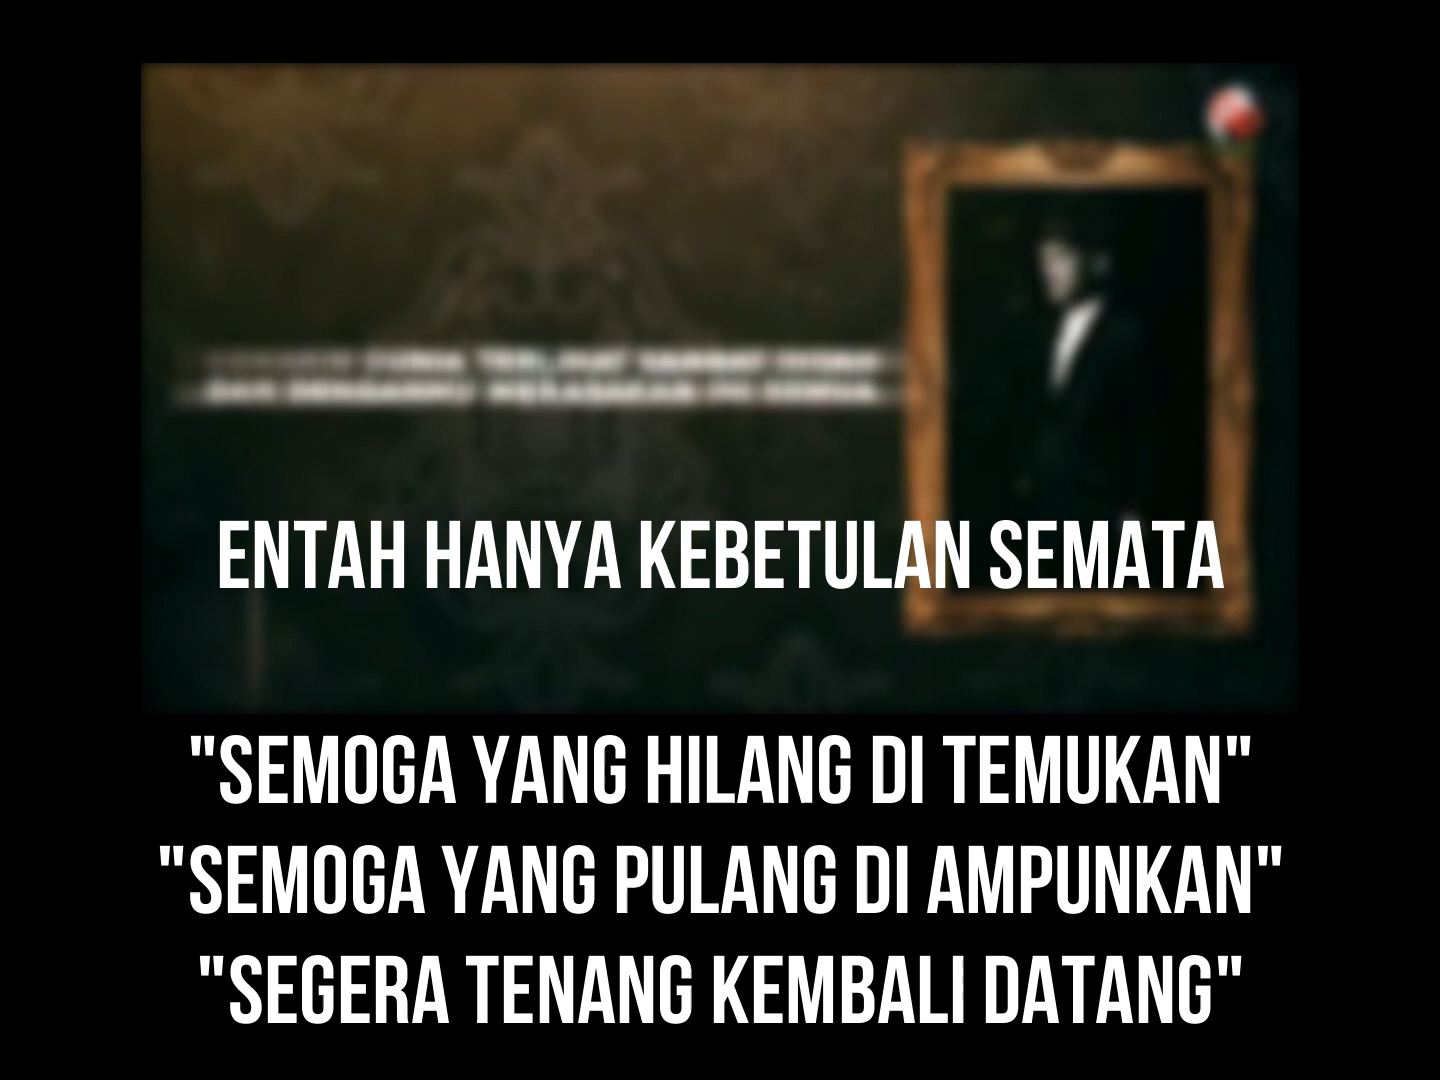 ENTAH HANYA KEBETULAN SEMATA
"SEMOGA YANG HILANG DI TEMUKAN"
"SEMOGA YANG PULANG DI AMPUNKAN"
"SEGERA TENANG KEMBALI DATANG"